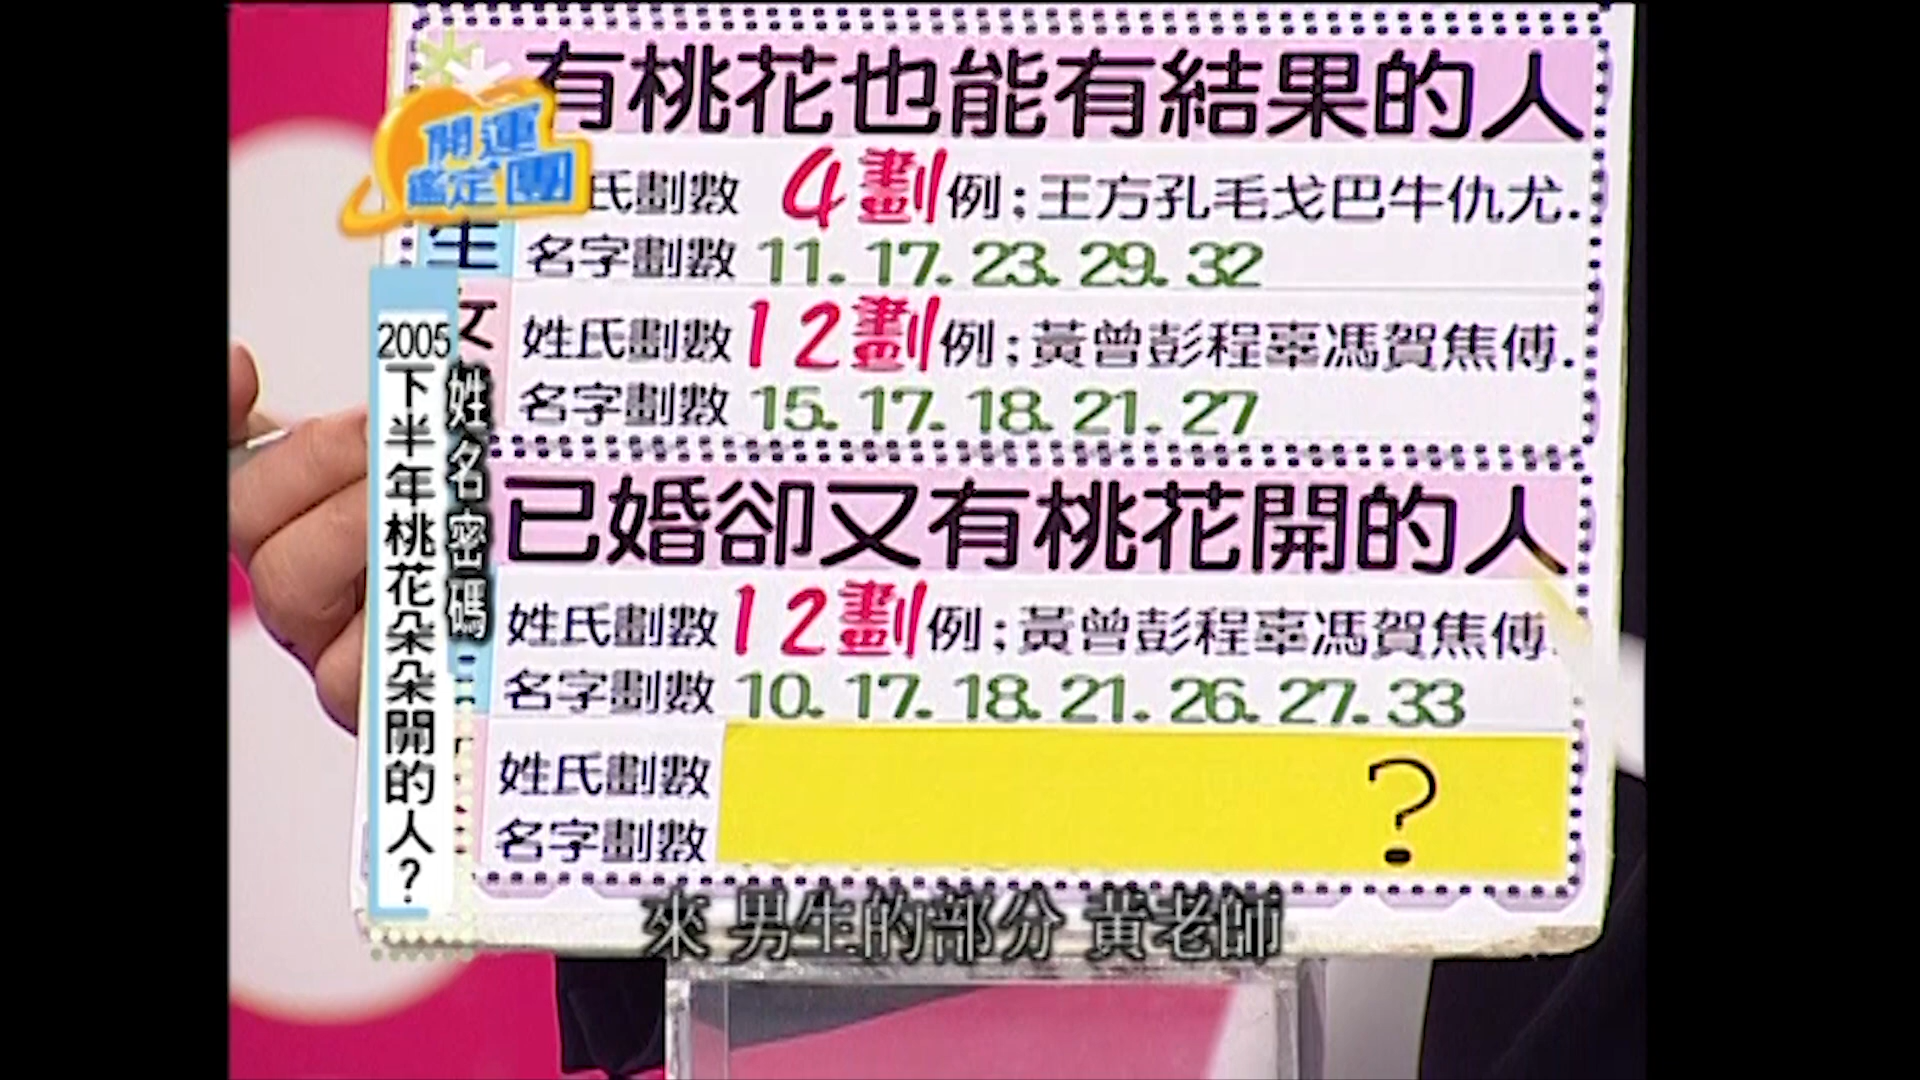 有桃花也能有結果的人
開運
鑑定團
氏劃數 4劃 例;王方孔毛戈巴牛仇尤.
生
名字劃數 11. 17. 23. 29. 32
女
姓氏劃數 12劃 例;黃曾彭程辜馮賀焦傅.
名字劃數 15. 17. 18. 21. 27
姓名密碼
2005下半年桃花朵朵開的人?
已婚卻又有桃花開的人
姓氏劃數 12劃 例;黃曾彭程辜馮賀焦傅.
名字劃數 10. 17. 18. 21. 26. 27. 33
姓氏劃數
?
名字劃數
來 男生的部分 黃老師